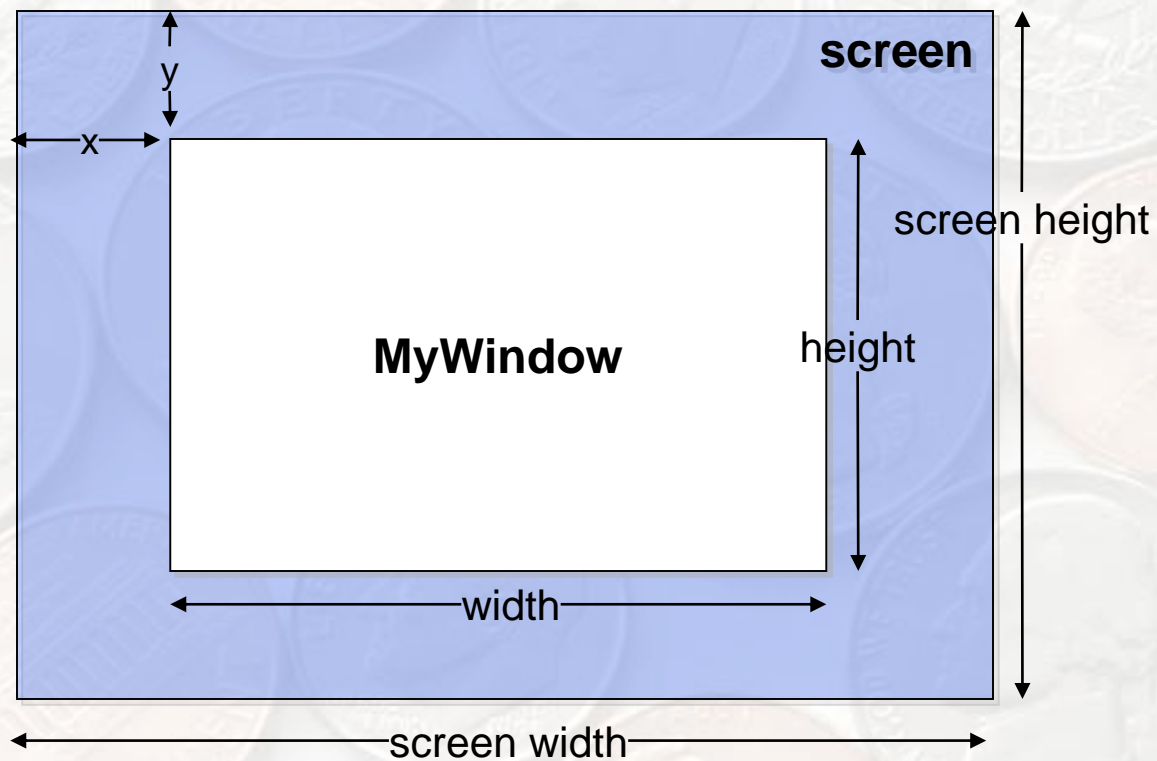 screen
y
x
screen height
MyWindow
height
width
screen width